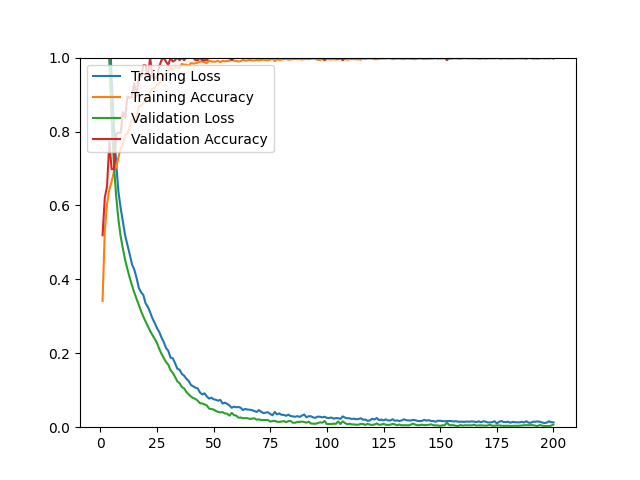 Training Loss
Training Accuracy
Validation Loss
Validation Accuracy
1.0
0.8
0.6
0.4
0.2
0.0
0 25 50 75 100 125 150 175 200